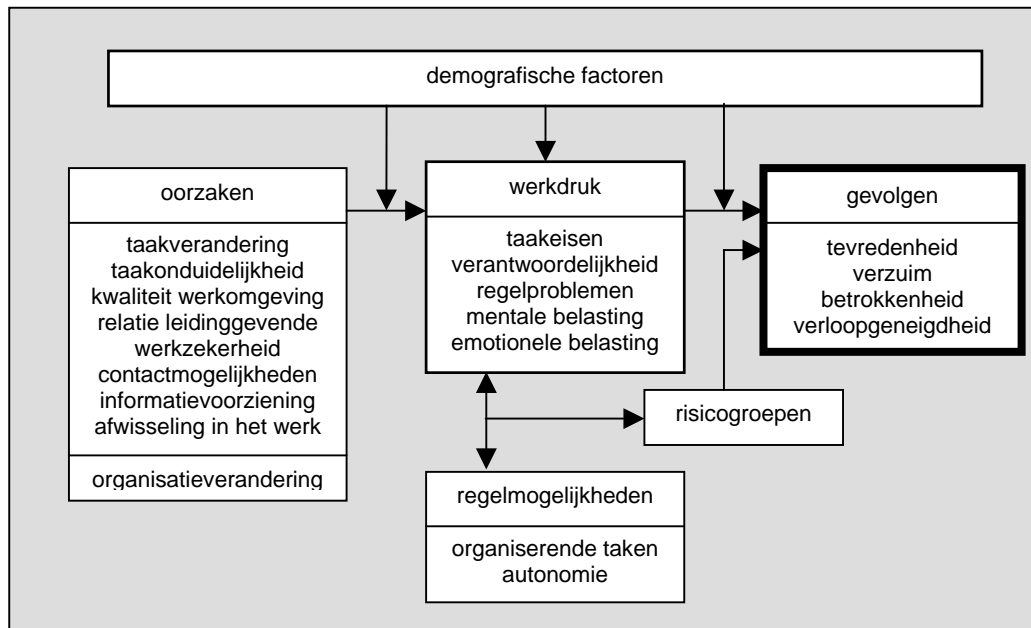 demografische factoren
oorzaken
taakverandering
taakonduidelijkheid
kwaliteit werkomgeving
relatie leidinggevende
werkzekerheid
contactmogelijkheden
informatievoorziening
afwisseling in het werk
organisatieverandering
werkdruk
taakeisen
verantwoordelijkheid
regelproblemen
mentale belasting
emotionele belasting
gevolgen
tevredenheid
verzuim
betrokkenheid
verloopgeneigdheid
risicogroepen
regelmogelijkheden
organiserende taken
autonomie